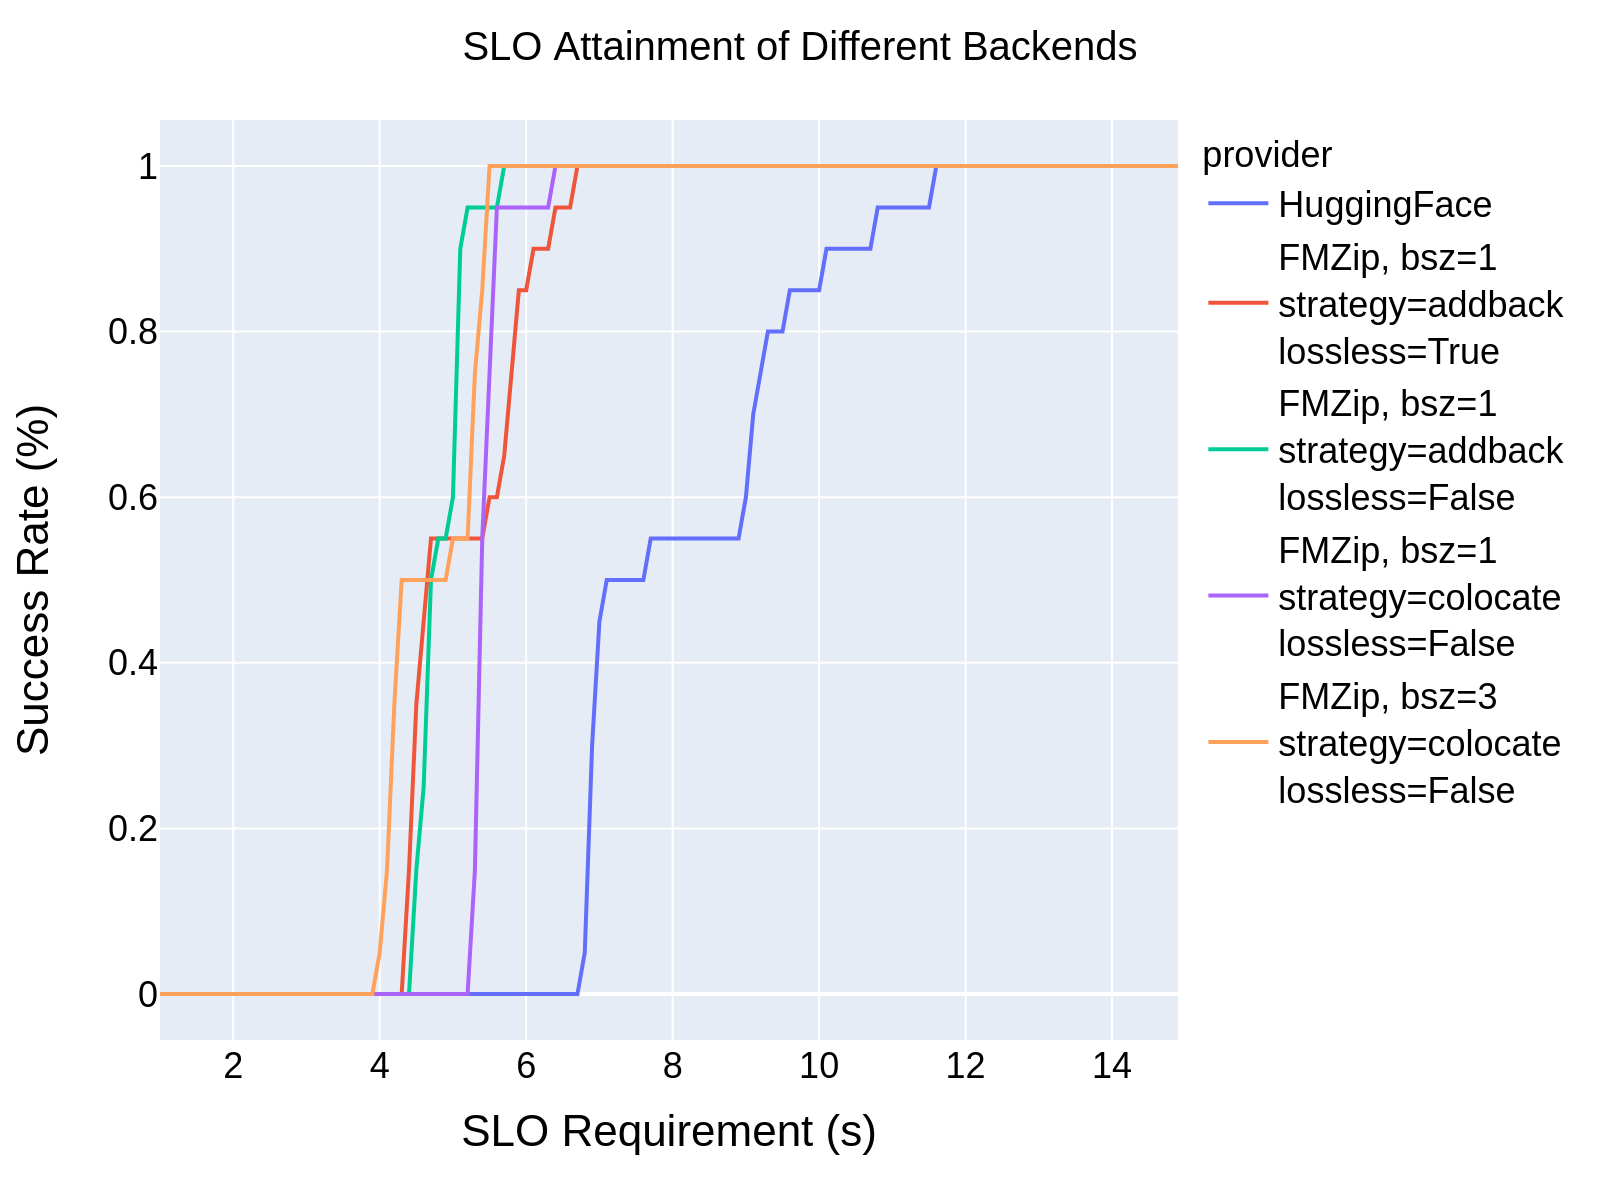 SLO Attainment of Different Backends
Success Rate (%)
1
0.8
0.6
0.4
0.2
0
2
4
6
8
10
12
14
SLO Requirement (s)
provider
HuggingFace
FMZip, bsz=1
strategy=addback
lossless=True
FMZip, bsz=1
strategy=addback
lossless=False
FMZip, bsz=1
strategy=colocate
lossless=False
FMZip, bsz=3
strategy=colocate
lossless=False